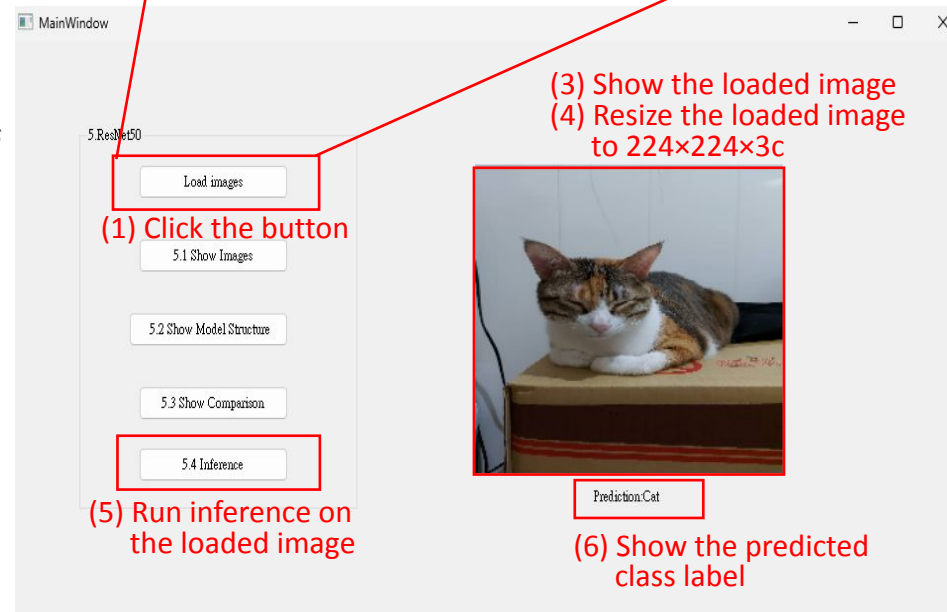 MainWindow
(3) Show the loaded image
(4) Resize the loaded image
to 224×224×3c
5.ResNet50
Load images
(1) Click the button
5.1 Show Images
5.2 Show Model Structure
5.3 Show Comparison
5.4 Inference
(5) Run inference on
the loaded image
Prediction:Cat
(6) Show the predicted
class label